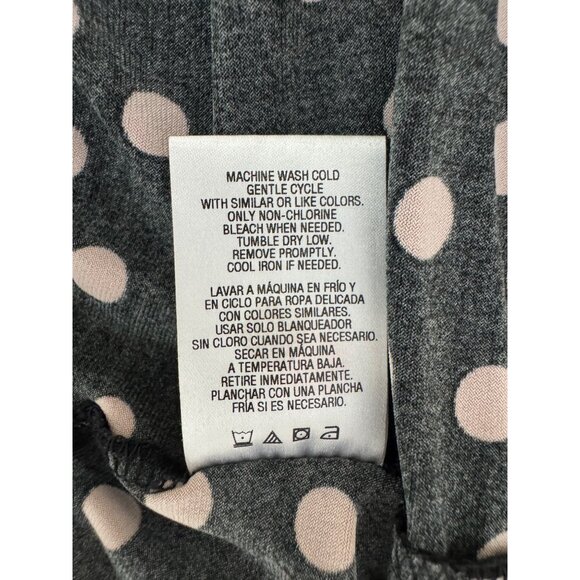 MACHINE WASH COLD
GENTLE CYCLE
WITH SIMILAR OR LIKE COLORS.
ONLY NON-CHLORINE
BLEACH WHEN NEEDED.
TUMBLE DRY LOW.
REMOVE PROMPTLY.
COOL IRON IF NEEDED.
LAVAR A MÁQUINA EN FRÍO Y
EN CICLO PARA ROPA DELICADA
CON COLORES SIMILARES.
USAR SOLO BLANQUEADOR
SIN CLORO CUANDO SEA NECESARIO.
SECAR EN MÁQUINA
A TEMPERATURA BAJA.
RETIRE INMEDIATAMENTE.
PLANCHAR CON UNA PLANCHA
FRÍA SI ES NECESARIO.